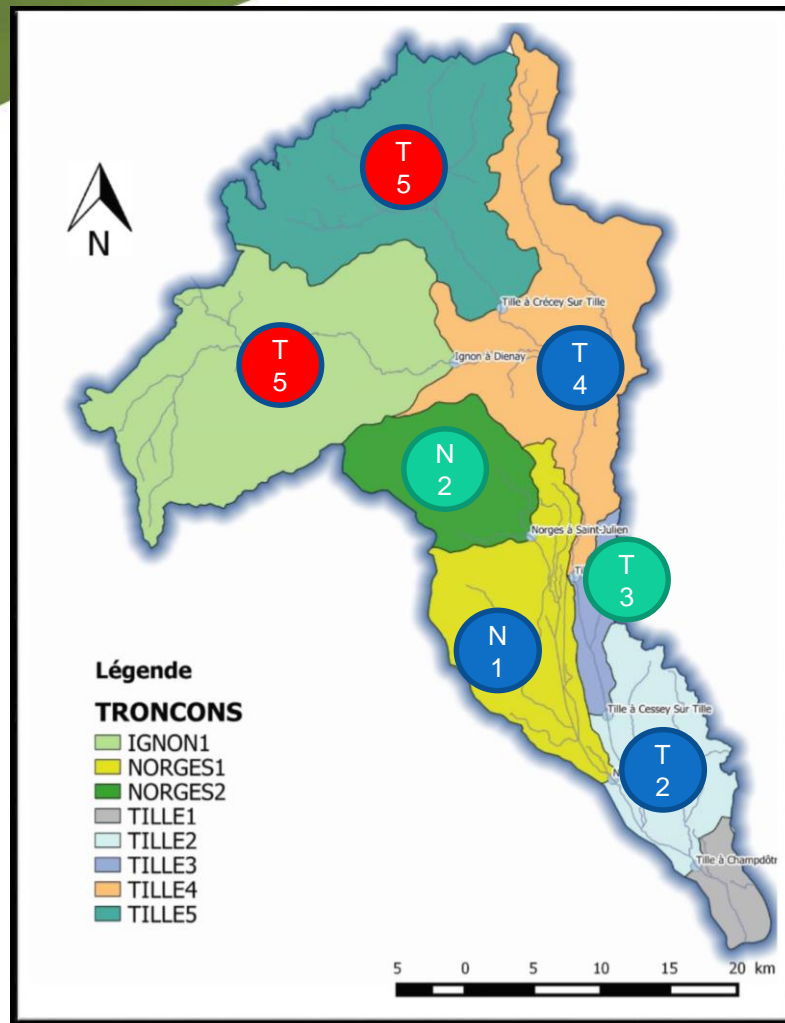 T
5
N
Tille à Crécey Sur Tille
T
5
Ignon à Dienay
T
4
N
2
Norges à Saint-Julien
T
3
N
1
Tille à Cessey Sur Tille
T
2
Tille à Champdôtr
Légende
TRONCONS
IGNON1
NORGES1
NORGES2
TILLE1
TILLE2
TILLE3
TILLE4
TILLE5
5 0 5 10 15 20 km